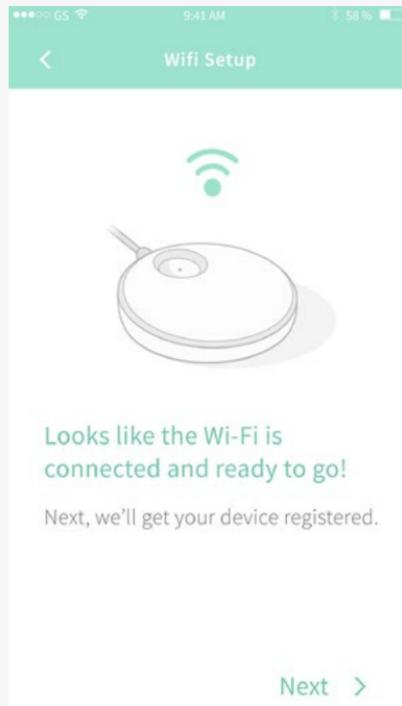 GS 9:41 AM 58%
Wifi Setup
Looks like the Wi-Fi is
connected and ready to go!
Next, we'll get your device registered.
Next